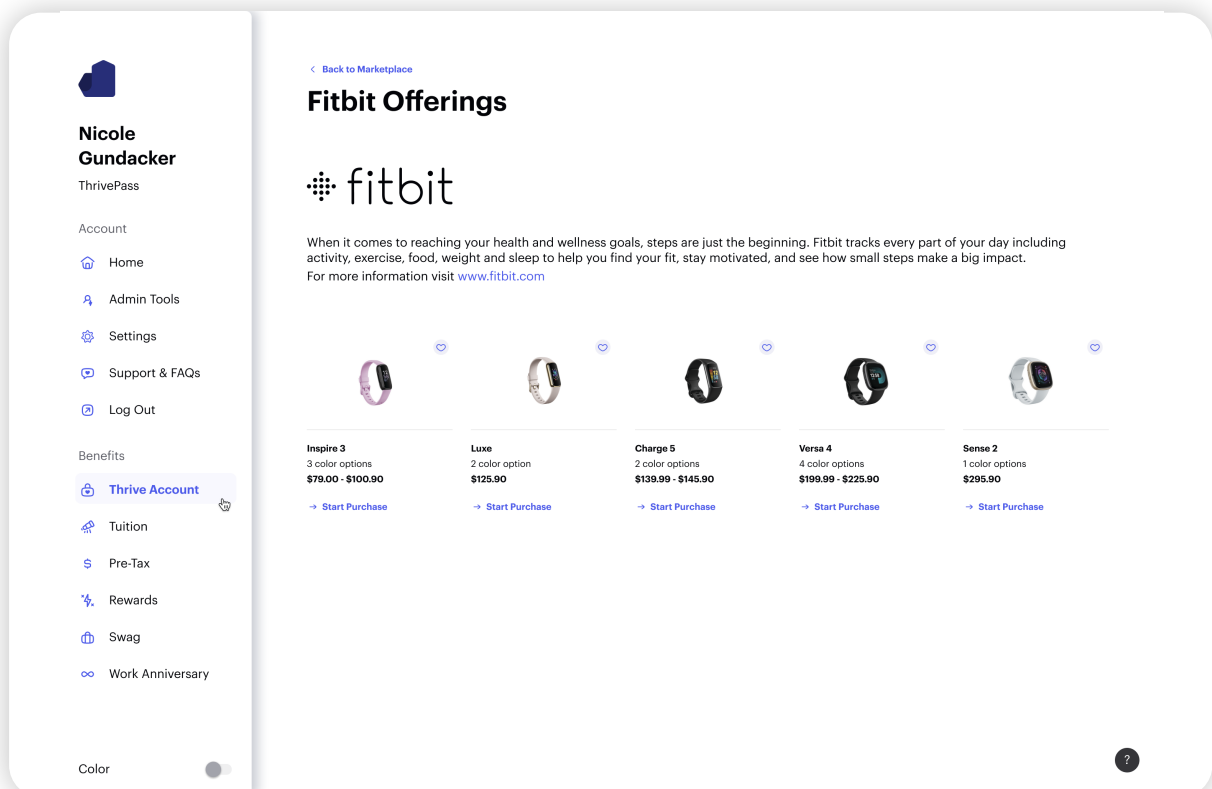 Nicole
Gundacker
ThrivePass
Account
Home
Admin Tools
Settings
Support & FAQs
Log Out
Benefits
Thrive Account
Tuition
Pre-Tax
Rewards
Swag
Work Anniversary
Color
Back to Marketplace
Fitbit Offerings
fitbit
When it comes to reaching your health and wellness goals, steps are just the beginning. Fitbit tracks every part of your day including
activity, exercise, food, weight and sleep to help you find your fit, stay motivated, and see how small steps make a big impact.
For more information visit www.fitbit.com
Inspire 3
3 color options
$79.00 - $100.90
Start Purchase
Luxe
2 color option
$125.90
Start Purchase
Charge 5
2 color options
$139.99 - $145.90
Start Purchase
Versa 4
4 color options
$199.99 - $225.90
Start Purchase
Sense 2
1 color options
$295.90
Start Purchase
?